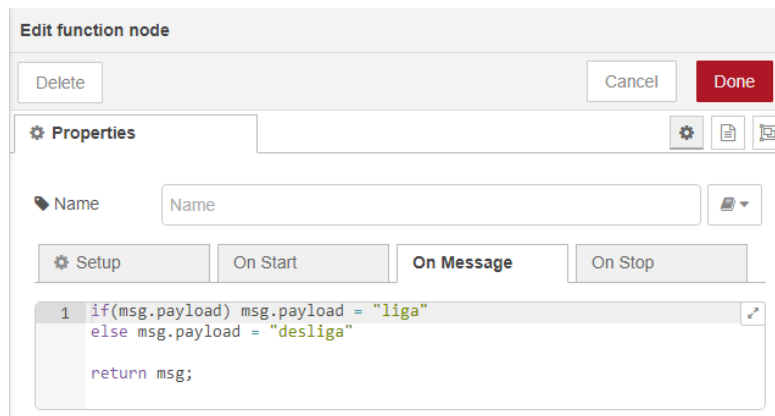 Edit function node
Delete
Cancel
Done
Properties
Name
Name
Setup
On Start
On Message
On Stop
1
if(msg.payload) msg.payload = "liga"
else msg.payload = "desliga"
return msg;